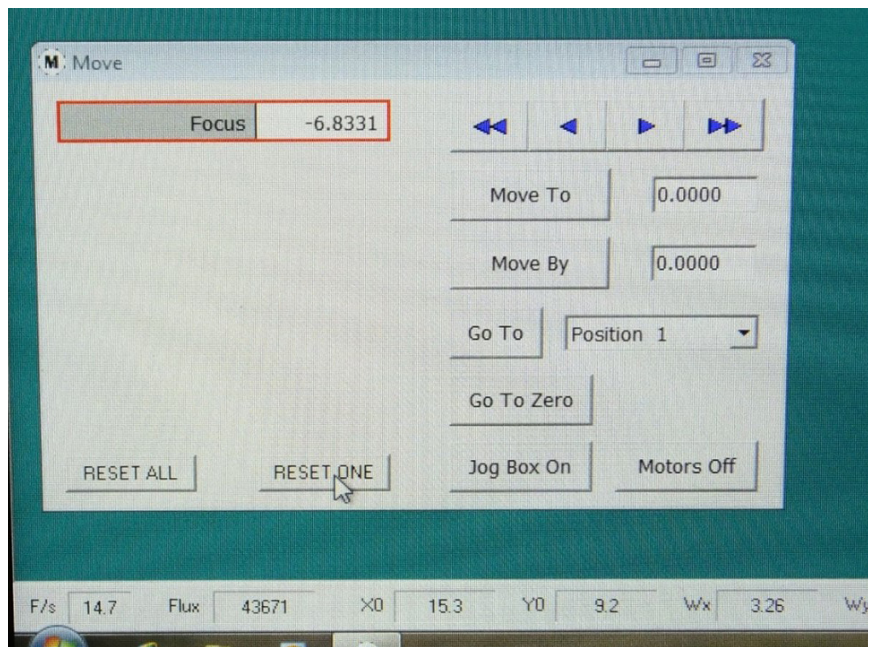 M Move
Focus -6.8331
Move To 0.0000
Move By 0.0000
Go To Position 1
Go To Zero
RESET ALL RESET ONE Jog Box On Motors Off
F/s 14.7 Flux 43671 X0 15.3 Y0 9.2 Wx 3.26 Wy